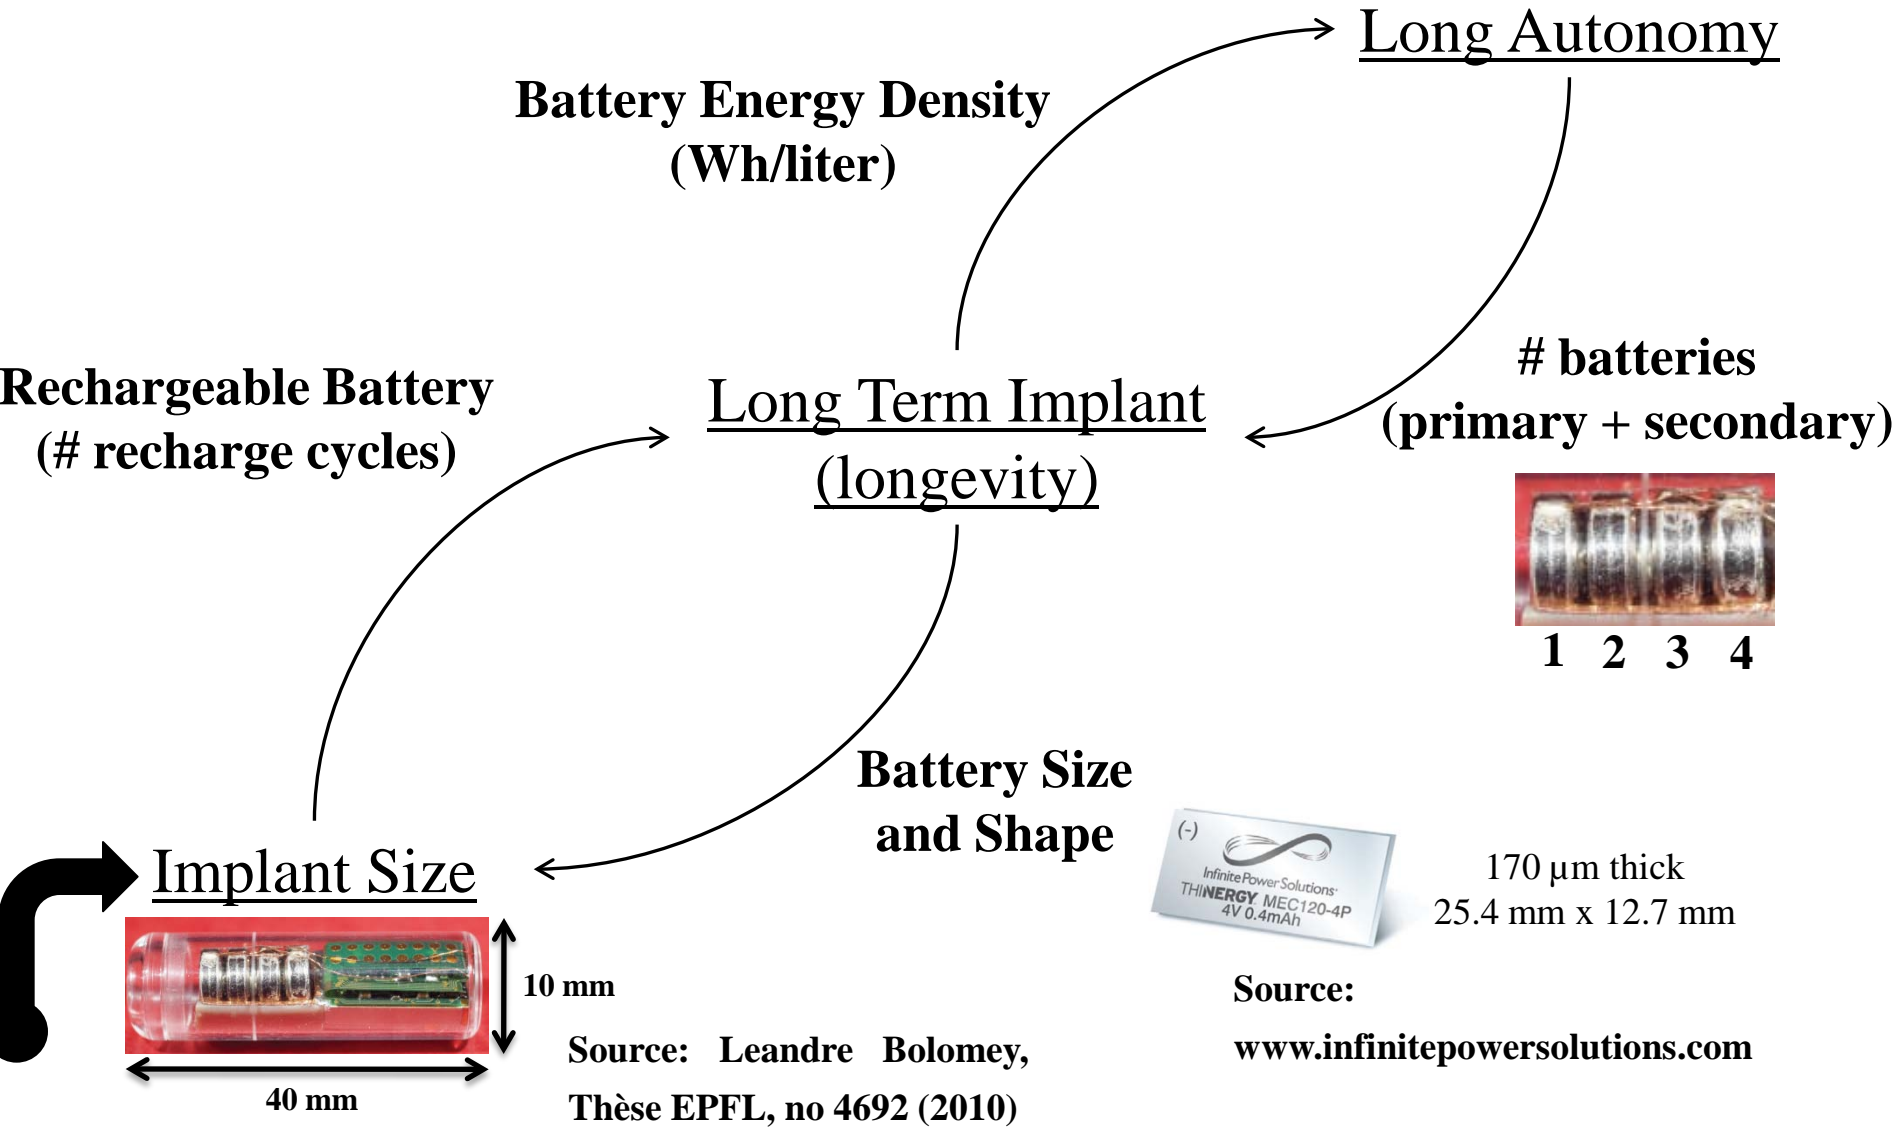 Long Autonomy
Battery Energy Density
(Wh/liter)
# batteries
(primary + secondary)
1 2 3 4
Rechargeable Battery
(# recharge cycles)
Long Term Implant
(longevity)
Battery Size
and Shape
(-)
Infinite Power Solutions
THINERGY MEC120-4P
4V 0.4mAh
170 µm thick
25.4 mm x 12.7 mm
Source:
www.infinitepowersolutions.com
Implant Size
10 mm
40 mm
Source: Leandre Bolomey,
Thèse EPFL, no 4692 (2010)